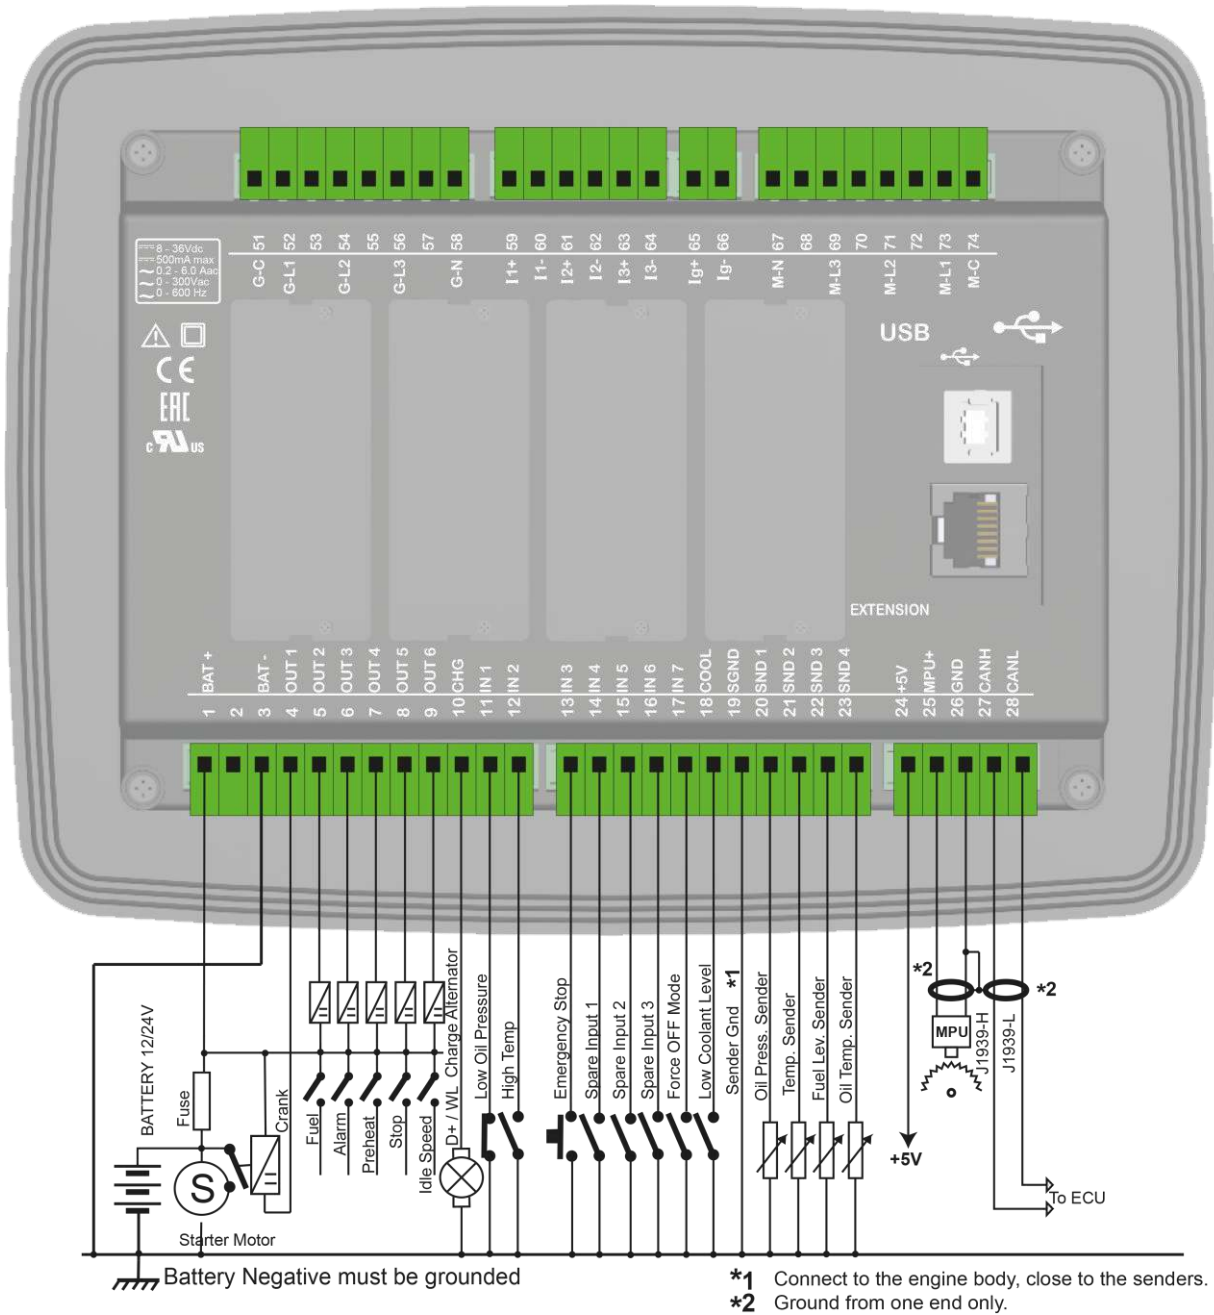 8 - 36Vdc
500mA max
0.2 - 6.0 Aac
0 - 300Vac
0 - 600 Hz
CE
EAC
c RU US
G-C 51
G-L1 52
53
G-L2 54
55
G-L3 56
57
G-N 58
I1+ 59
I1- 60
I2+ 61
I2- 62
I3+ 63
I3- 64
Ig+ 65
Ig- 66
M-N 67
68
M-L3 69
70
M-L2 71
72
M-L1 73
M-C 74
USB
EXTENSION
1 BAT +
2
3 BAT -
4 OUT 1
5 OUT 2
6 OUT 3
7 OUT 4
8 OUT 5
9 OUT 6
10 CHG
11 IN 1
12 IN 2
13 IN 3
14 IN 4
15 IN 5
16 IN 6
17 IN 7
18 COOL
19 SGND
20 SND 1
21 SND 2
22 SND 3
23 SND 4
24 +5V
25 MPU+
26 GND
27 CANH
28 CANL
BATTERY 12/24V
Fuse
S
Starter Motor
Crank
Fuel
Alarm
Preheat
Stop
Idle Speed
D+ / WL Charge Alternator
Low Oil Pressure
High Temp
Emergency Stop
Spare Input 1
Spare Input 2
Spare Input 3
Force OFF Mode
Low Coolant Level
Sender Gnd *1
Oil Press. Sender
Temp. Sender
Fuel Lev. Sender
Oil Temp. Sender
+5V
*2
MPU
*2
J1939-H
J1939-L
To ECU
Battery Negative must be grounded
*1 Connect to the engine body, close to the senders.
*2 Ground from one end only.